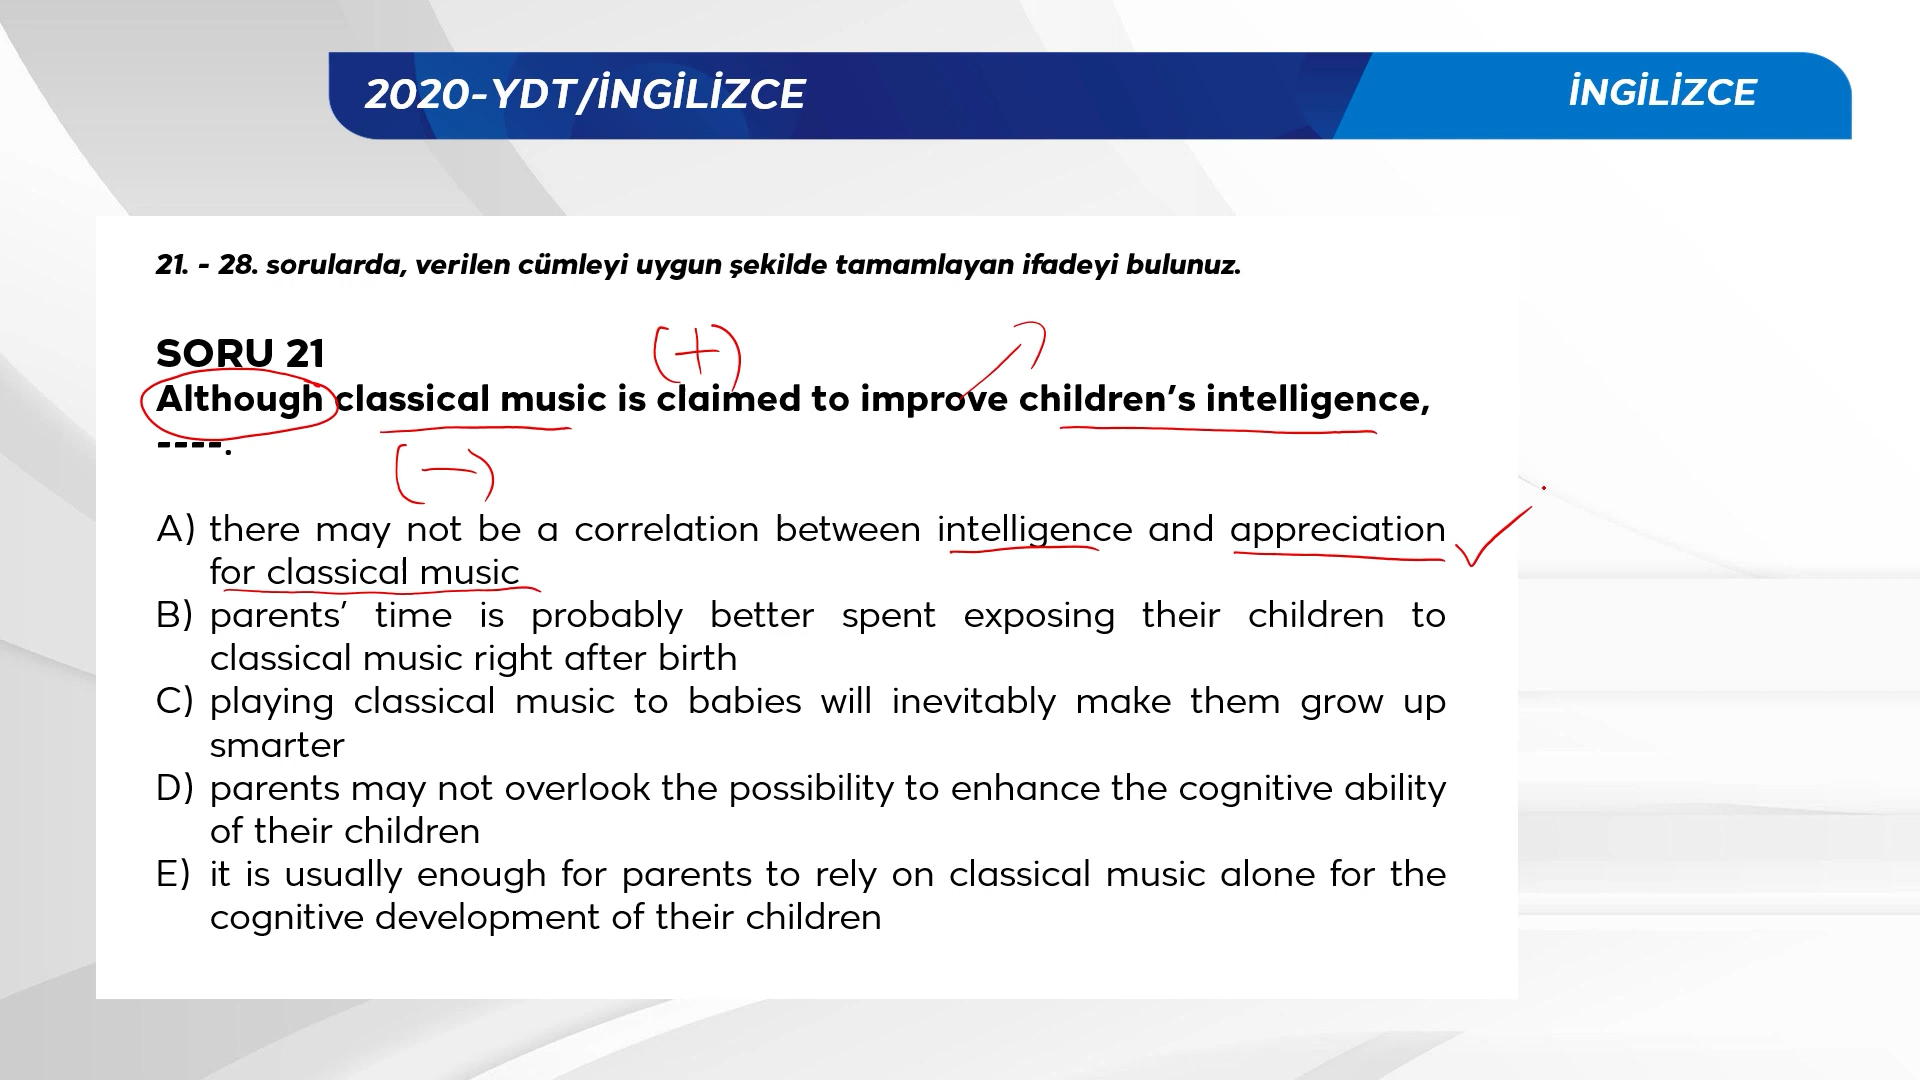 2020-YDT/İNGİLİZCE
İNGİLİZCE
21. - 28. sorularda, verilen cümleyi uygun şekilde tamamlayan ifadeyi bulunuz.
(+)
SORU 21
Although classical music is claimed to improve children’s intelligence,
----.
(−)
A) there may not be a correlation between intelligence and appreciation
for classical music
B) parents’ time is probably better spent exposing their children to
classical music right after birth
C) playing classical music to babies will inevitably make them grow up
smarter
D) parents may not overlook the possibility to enhance the cognitive ability
of their children
E) it is usually enough for parents to rely on classical music alone for the
cognitive development of their children